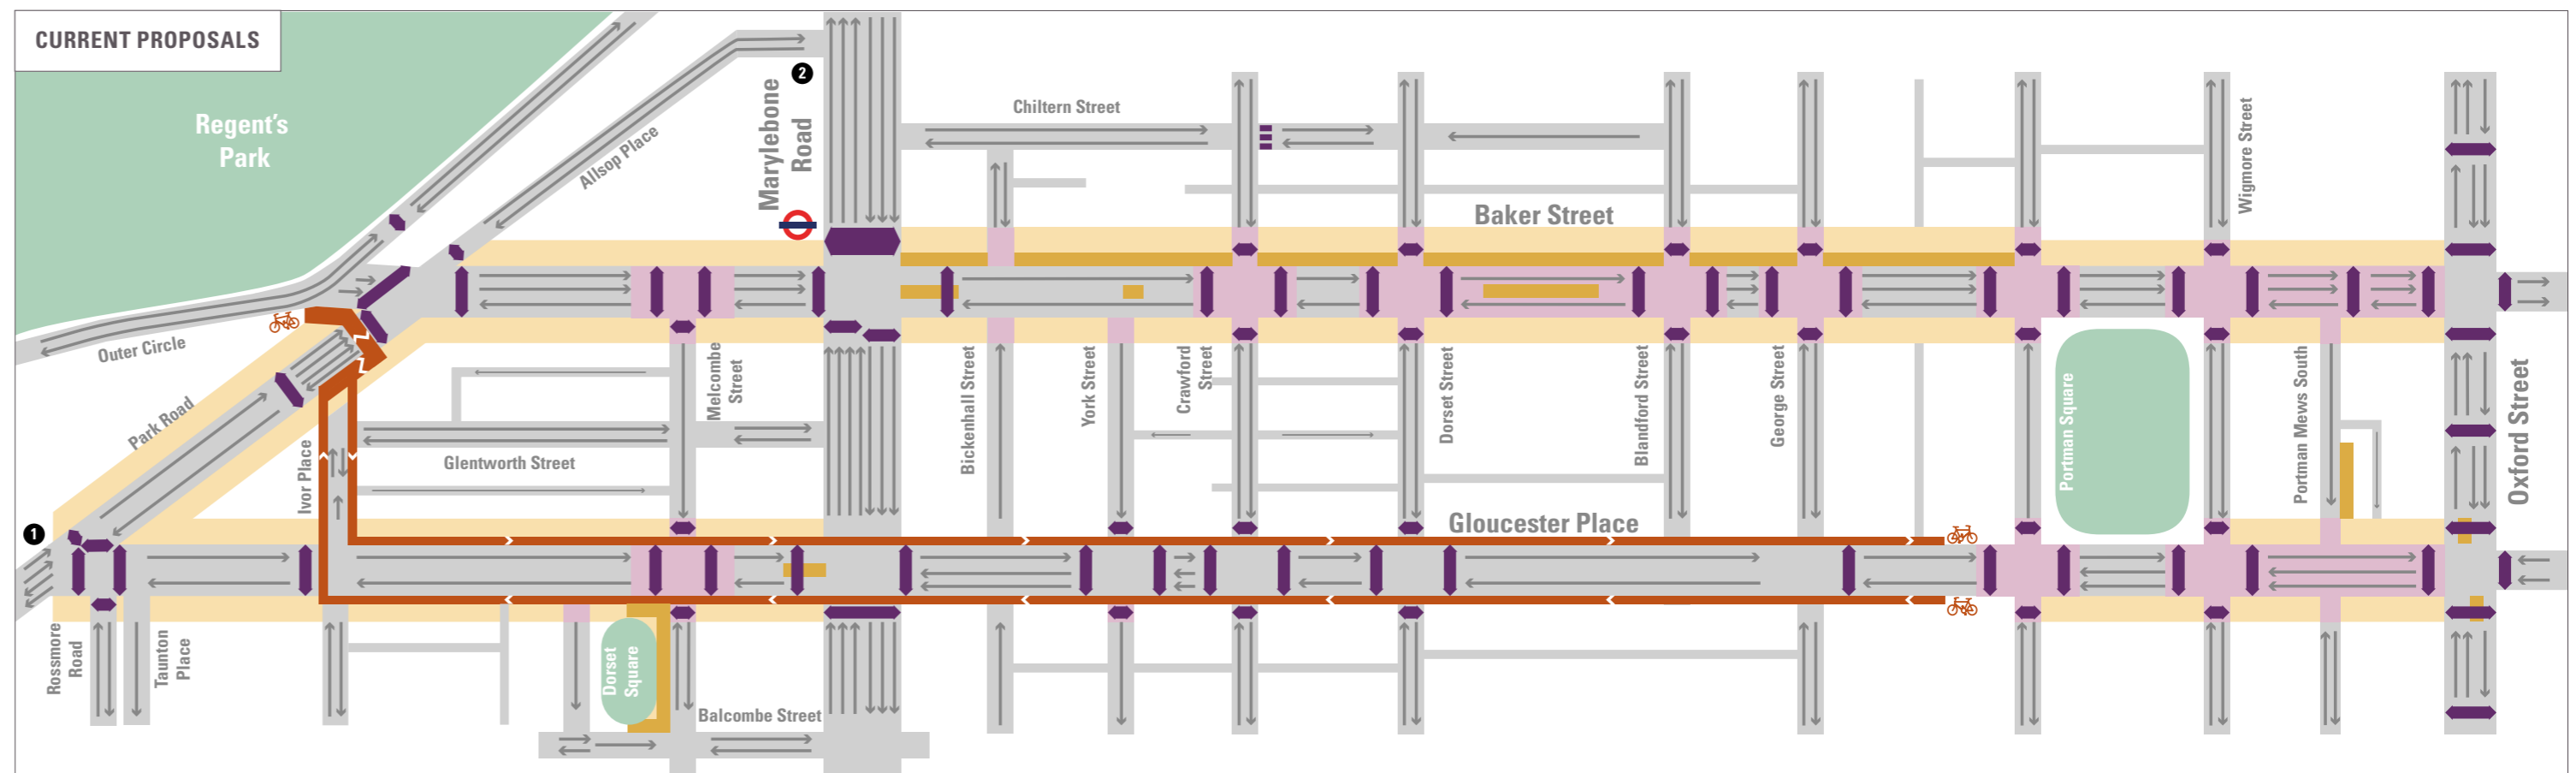 CURRENT PROPOSALS
Regent's
Park
2
Marylebone
Road
Allsop Place
Chiltern Street
Baker Street
Wigmore Street
Outer Circle
Park Road
Ivor Place
Glentworth Street
Melcombe
Street
Bickenhall Street
York Street
Crawford
Street
Dorset Street
Blandford Street
George Street
Portman Square
Portman Mews South
Oxford Street
Gloucester Place
1
Rossmore
Road
Taunton
Place
Dorset
Square
Balcombe Street